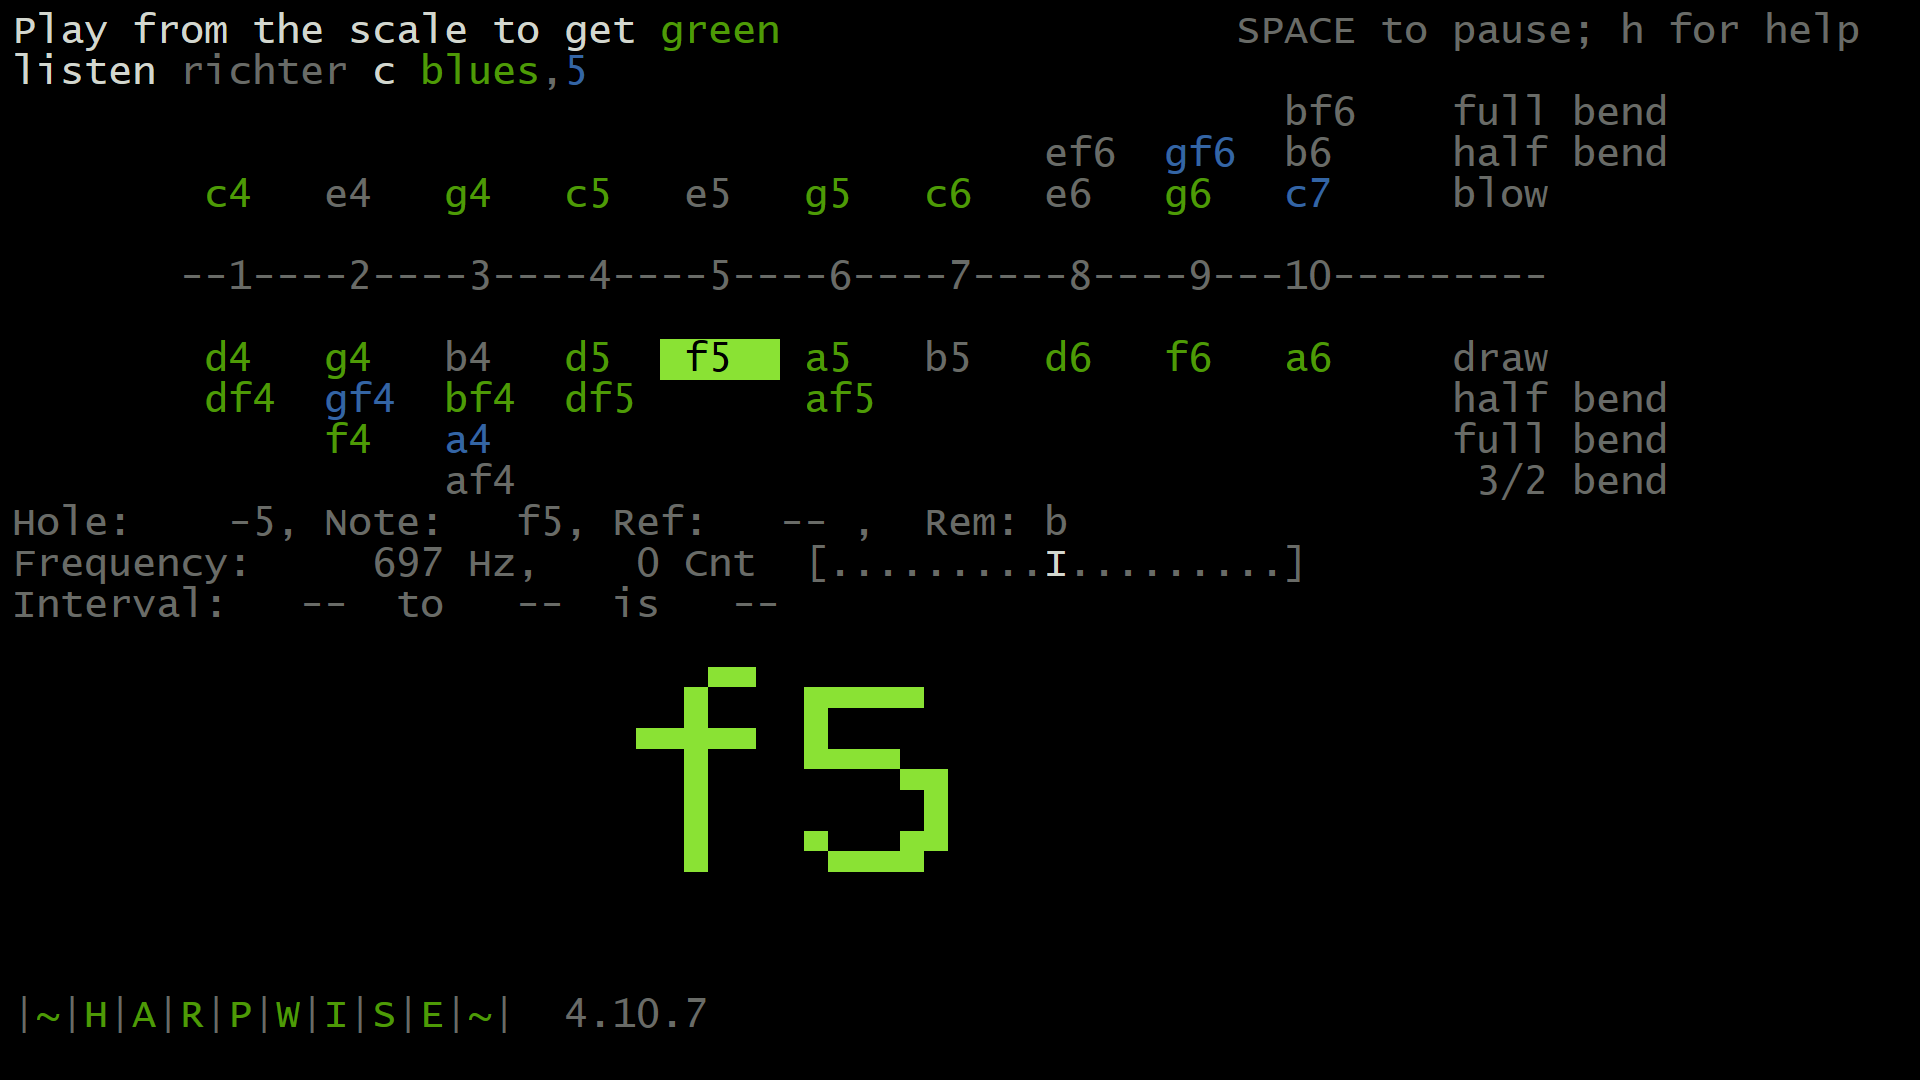 Play from the scale to get green SPACE to pause; h for help
listen richter c blues,5
bf6 full bend
ef6 gf6 b6 half bend
c4 e4 g4 c5 e5 g5 c6 e6 g6 c7 blow
--1----2----3----4----5----6----7----8----9---10---------
d4 g4 b4 d5 f5 a5 b5 d6 f6 a6 draw
df4 gf4 bf4 df5 af5 half bend
f4 a4 full bend
af4 3/2 bend
Hole: -5, Note: f5, Ref: -- , Rem: b
Frequency: 697 Hz, 0 Cnt [.........I.........]
Interval: -- to -- is --
f5
|~|H|A|R|P|W|I|S|E|~| 4.10.7